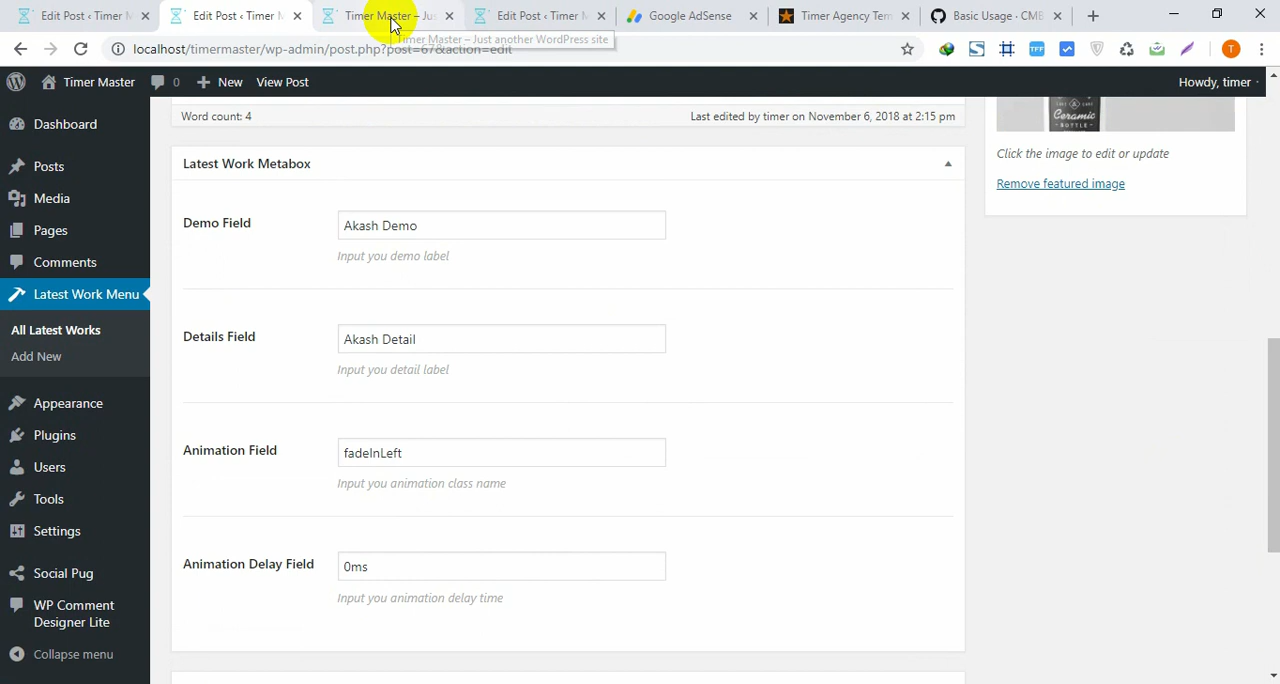 Edit Post ‹ Timer M
Edit Post ‹ Timer M
Timer Master – Jus
Edit Post ‹ Timer M
Google AdSense
Timer Agency Tem
Basic Usage · CMB
Timer Master – Just another WordPress site
localhost/timermaster/wp-admin/post.php?post=67&action=edit
TFF
T
Timer Master
0
New
View Post
Howdy, timer
Dashboard
Posts
Media
Pages
Comments
Latest Work Menu
All Latest Works
Add New
Appearance
Plugins
Users
Tools
Settings
Social Pug
WP Comment
Designer Lite
Collapse menu
Word count: 4
Last edited by timer on November 6, 2018 at 2:15 pm
Latest Work Metabox
Demo Field
Akash Demo
Input you demo label
Details Field
Akash Detail
Input you detail label
Animation Field
fadeInLeft
Input you animation class name
Animation Delay Field
0ms
Input you animation delay time
Ceramic
BOTTLE
Click the image to edit or update
Remove featured image